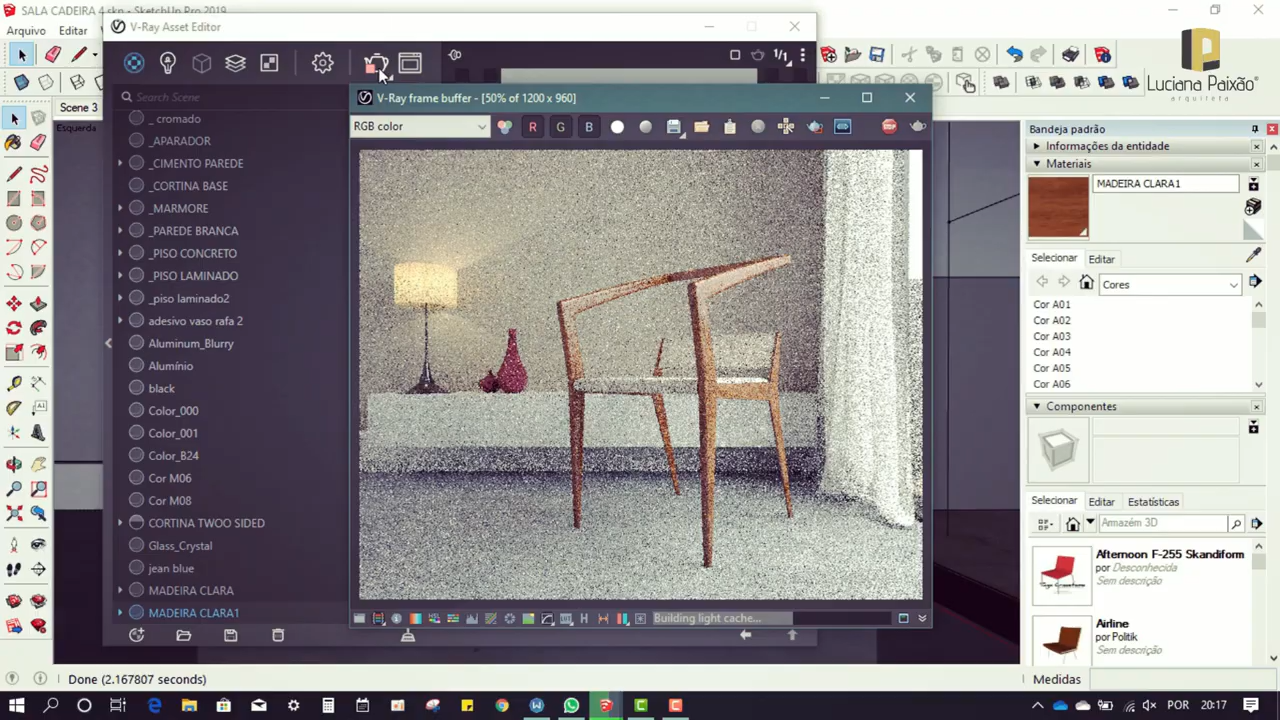 SALA CADEIRA 4.skp - SketchUp Pro 2019
Arquivo
Editar
V-Ray Asset Editor
1/1
Luciana Paixão
arquiteta
Scene 3
Esquerda
Search Scene
V-Ray frame buffer - [50% of 1200 x 960]
RGB color
R
G
B
STOP
_ cromado
_APARADOR
_CIMENTO PAREDE
_CORTINA BASE
_MARMORE
_PAREDE BRANCA
_PISO CONCRETO
_PISO LAMINADO
_piso laminado2
adesivo vaso rafa 2
Aluminum_Blurry
Alumínio
black
Color_000
Color_001
Color_B24
Cor M06
Cor M08
CORTINA TWOO SIDED
Glass_Crystal
jean blue
MADEIRA CLARA
MADEIRA CLARA1
H
Building light cache...
Bandeja padrão
Informações da entidade
Materiais
MADEIRA CLARA1
Selecionar
Editar
Cores
Cor A01
Cor A02
Cor A03
Cor A04
Cor A05
Cor A06
Componentes
Selecionar
Editar
Estatísticas
Armazém 3D
Afternoon F-255 Skandiform
por Desconhecida
Sem descrição
Airline
por Politik
Sem descrição
Done (2.167807 seconds)
Medidas
POR
20:17